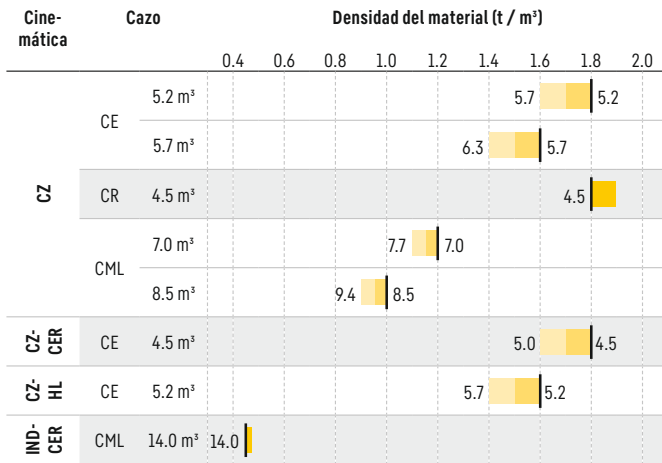 Cine-
mática
Cazo
Densidad del material (t / m³)
0.4 0.6 0.8 1.0 1.2 1.4 1.6 1.8 2.0
CZ
CE
5.2 m³ 5.7 5.2
5.7 m³ 6.3 5.7
CR 4.5 m³ 4.5
CML
7.0 m³ 7.7 7.0
8.5 m³ 9.4 8.5
CZ-
CER
CE 4.5 m³ 5.0 4.5
CZ-
HL
CE 5.2 m³ 5.7 5.2
IND-
CER
CML 14.0 m³ 14.0